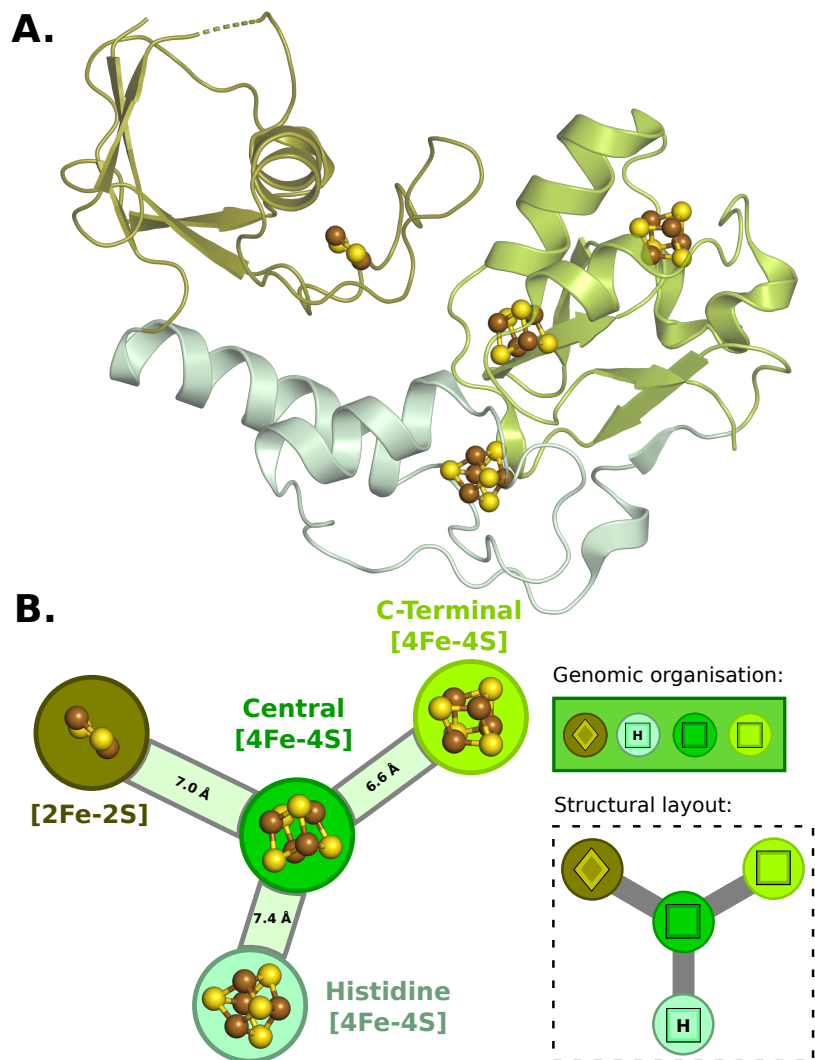 A.
B.
C-Terminal
[4Fe-4S]
Central
[4Fe-4S]
7.0 Å
6.6 Å
[2Fe-2S]
7.4 Å
Histidine
[4Fe-4S]
Genomic organisation:
H
Structural layout:
H